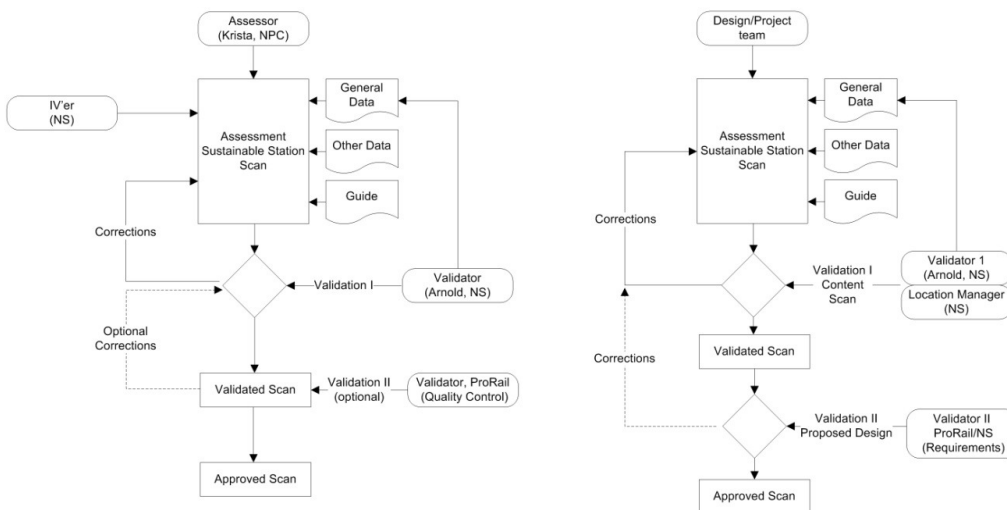 Assessor
(Krista, NPC)
IV'er
(NS)
Assessment
Sustainable Station
Scan
General
Data
Other Data
Guide
Corrections
Validation I
Validator
(Arnold, NS)
Optional
Corrections
Validated Scan
Validation II
(optional)
Validator, ProRail
(Quality Control)
Approved Scan
Design/Project
team
Assessment
Sustainable Station
Scan
General
Data
Other Data
Guide
Corrections
Validation I
Content
Scan
Validator 1
(Arnold, NS)
Location Manager
(NS)
Validated Scan
Corrections
Validation II
Proposed Design
Validator II
ProRail/NS
(Requirements)
Approved Scan